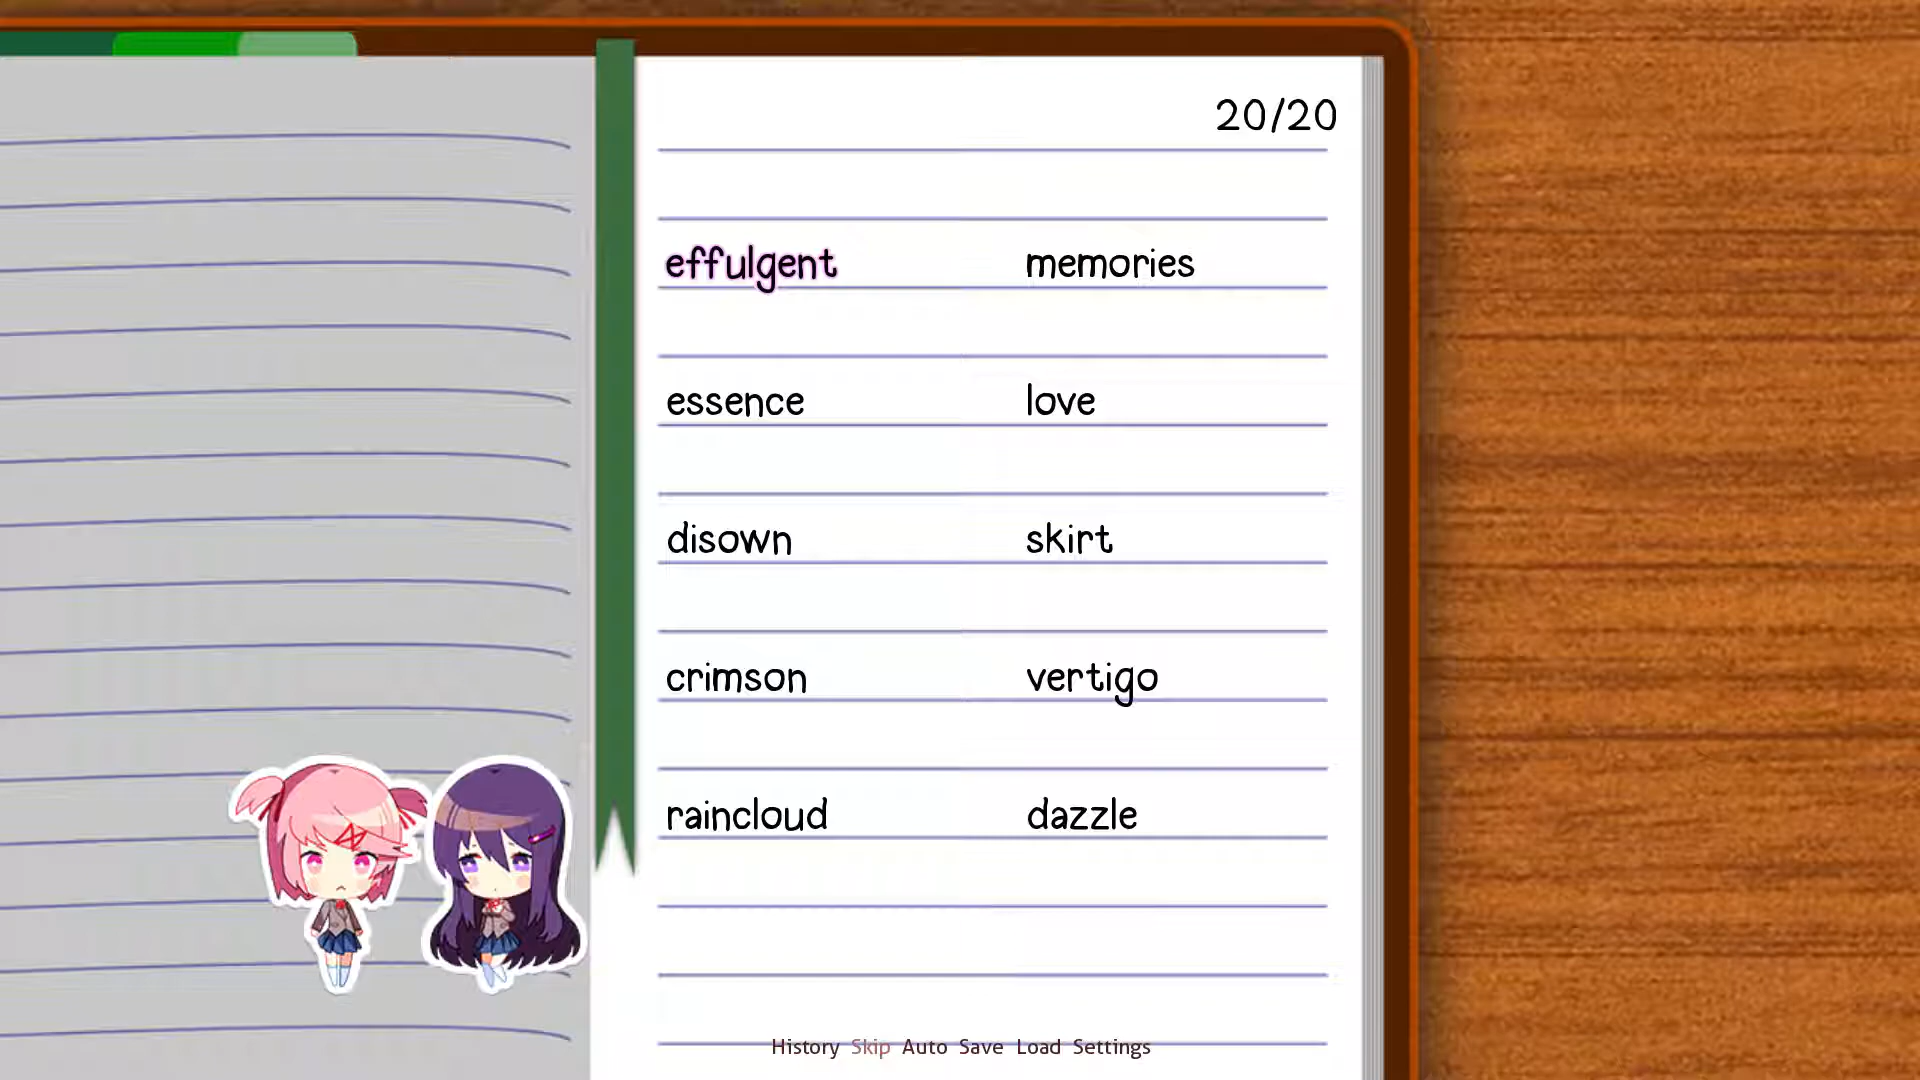 20/20
effulgent memories
essence love
disown skirt
crimson vertigo
raincloud dazzle
History Skip Auto Save Load Settings